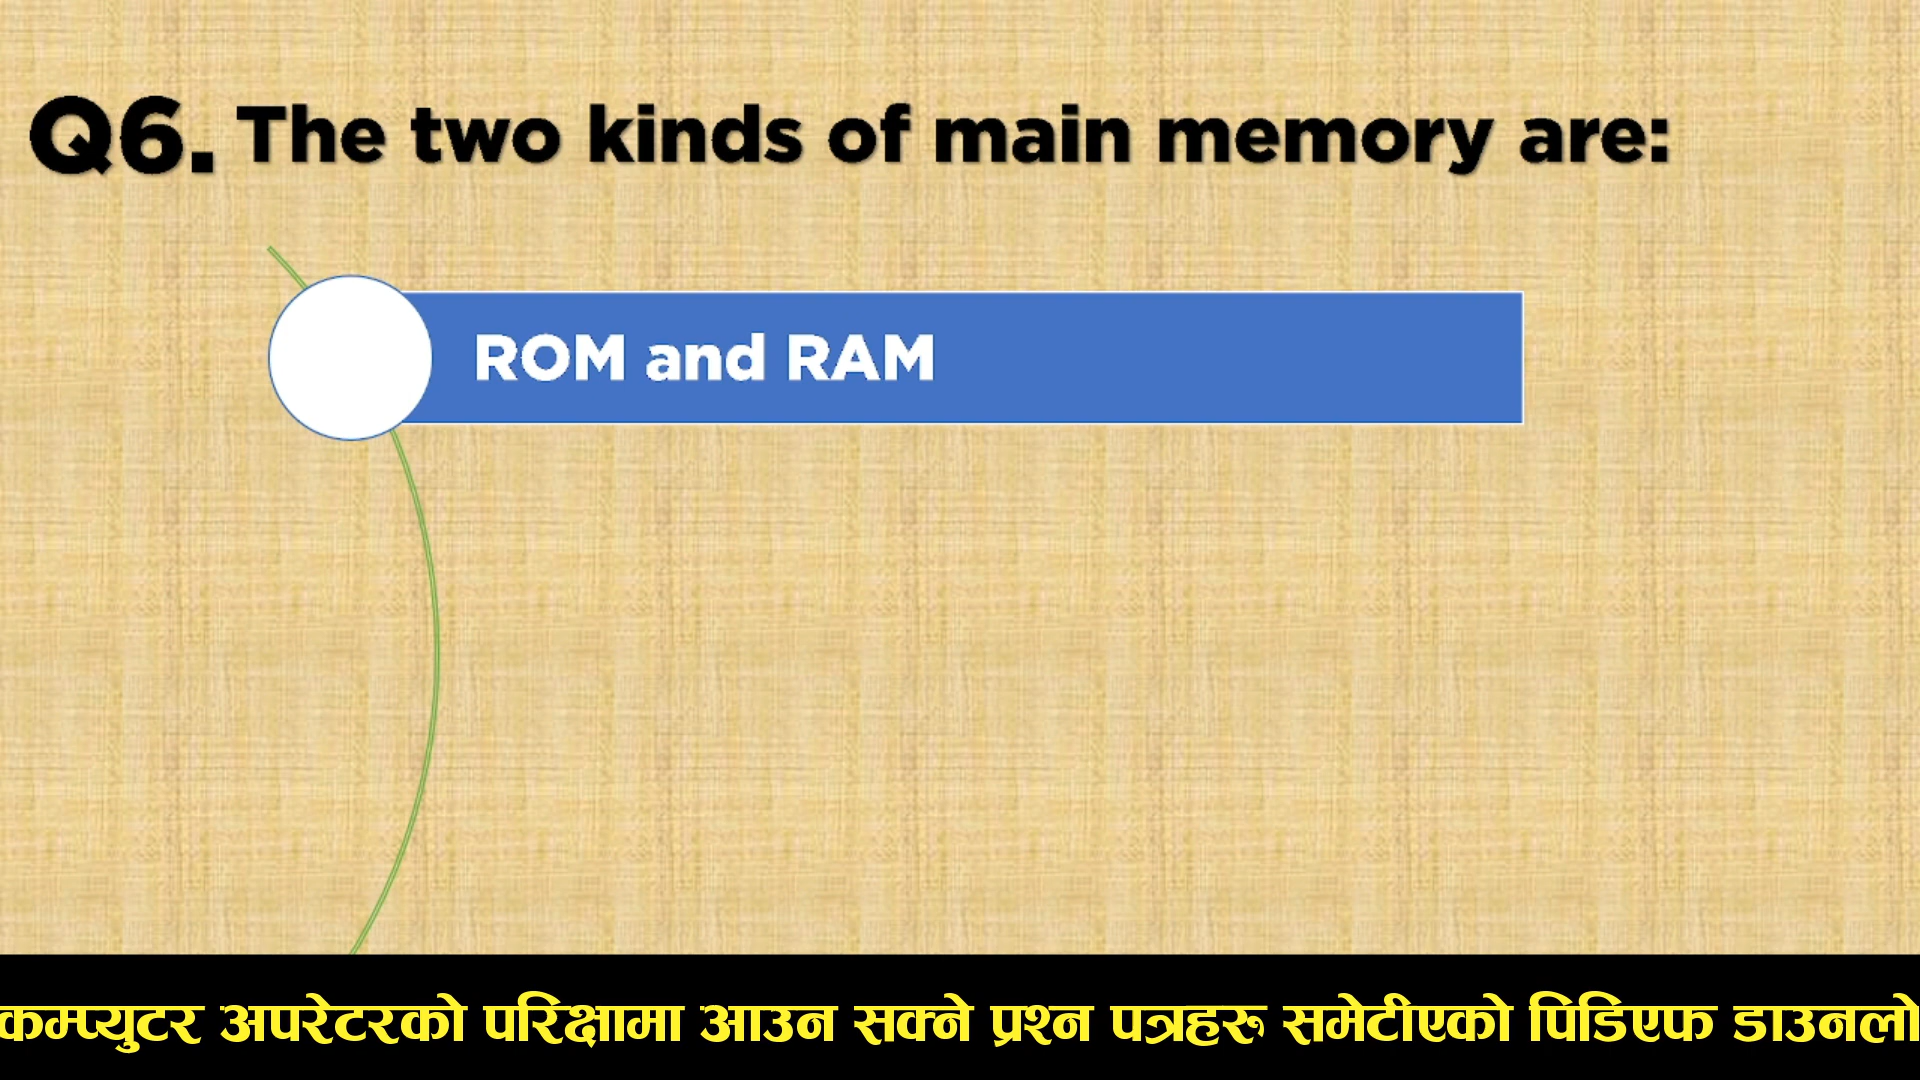 Q6. The two kinds of main memory are:
ROM and RAM
कम्प्युटर अपरेटरको परिक्षामा आउन सक्ने प्रश्न पत्रहरु समेटीएको पिडिएफ डाउनलो